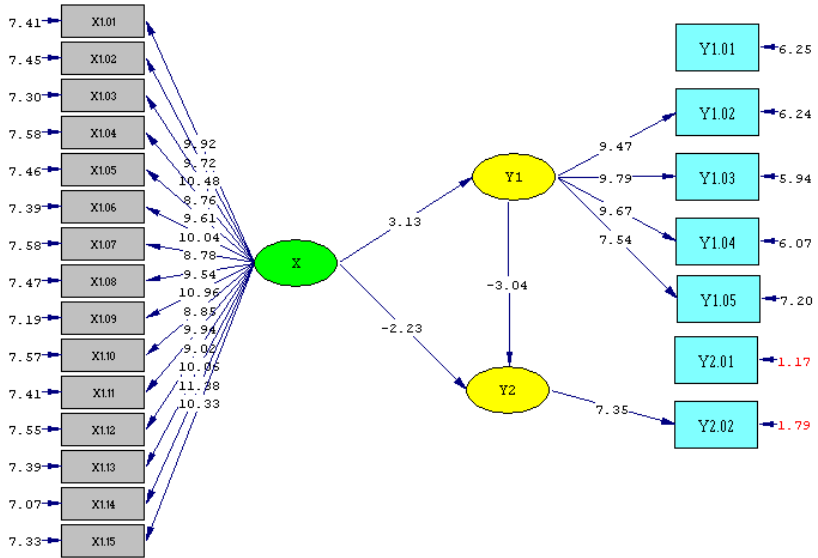 7.41 X1.01
7.45 X1.02
7.30 X1.03
7.58 X1.04
7.46 X1.05
7.39 X1.06
7.58 X1.07
7.47 X1.08
7.19 X1.09
7.57 X1.10
7.41 X1.11
7.55 X1.12
7.39 X1.13
7.07 X1.14
7.33 X1.15
9.92
9.72
10.48
8.76
9.61
10.04
8.78
9.54
10.96
8.85
9.94
9.02
10.06
11.38
10.33
X
3.13
-2.23
Y1
-3.04
Y2
9.47
9.79
9.67
7.54
7.35
Y1.01 6.25
Y1.02 6.24
Y1.03 5.94
Y1.04 6.07
Y1.05 7.20
Y2.01 1.17
Y2.02 1.79